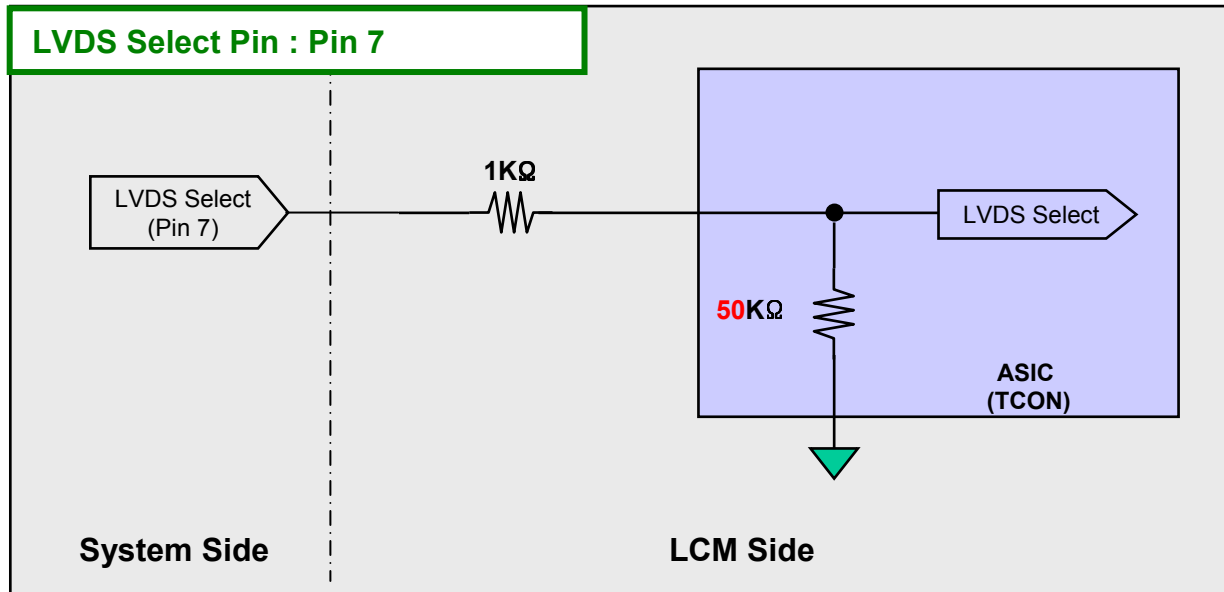 LVDS Select Pin : Pin 7
1KΩ
LVDS Select
(Pin 7)
LVDS Select
50KΩ
ASIC
(TCON)
System Side
LCM Side